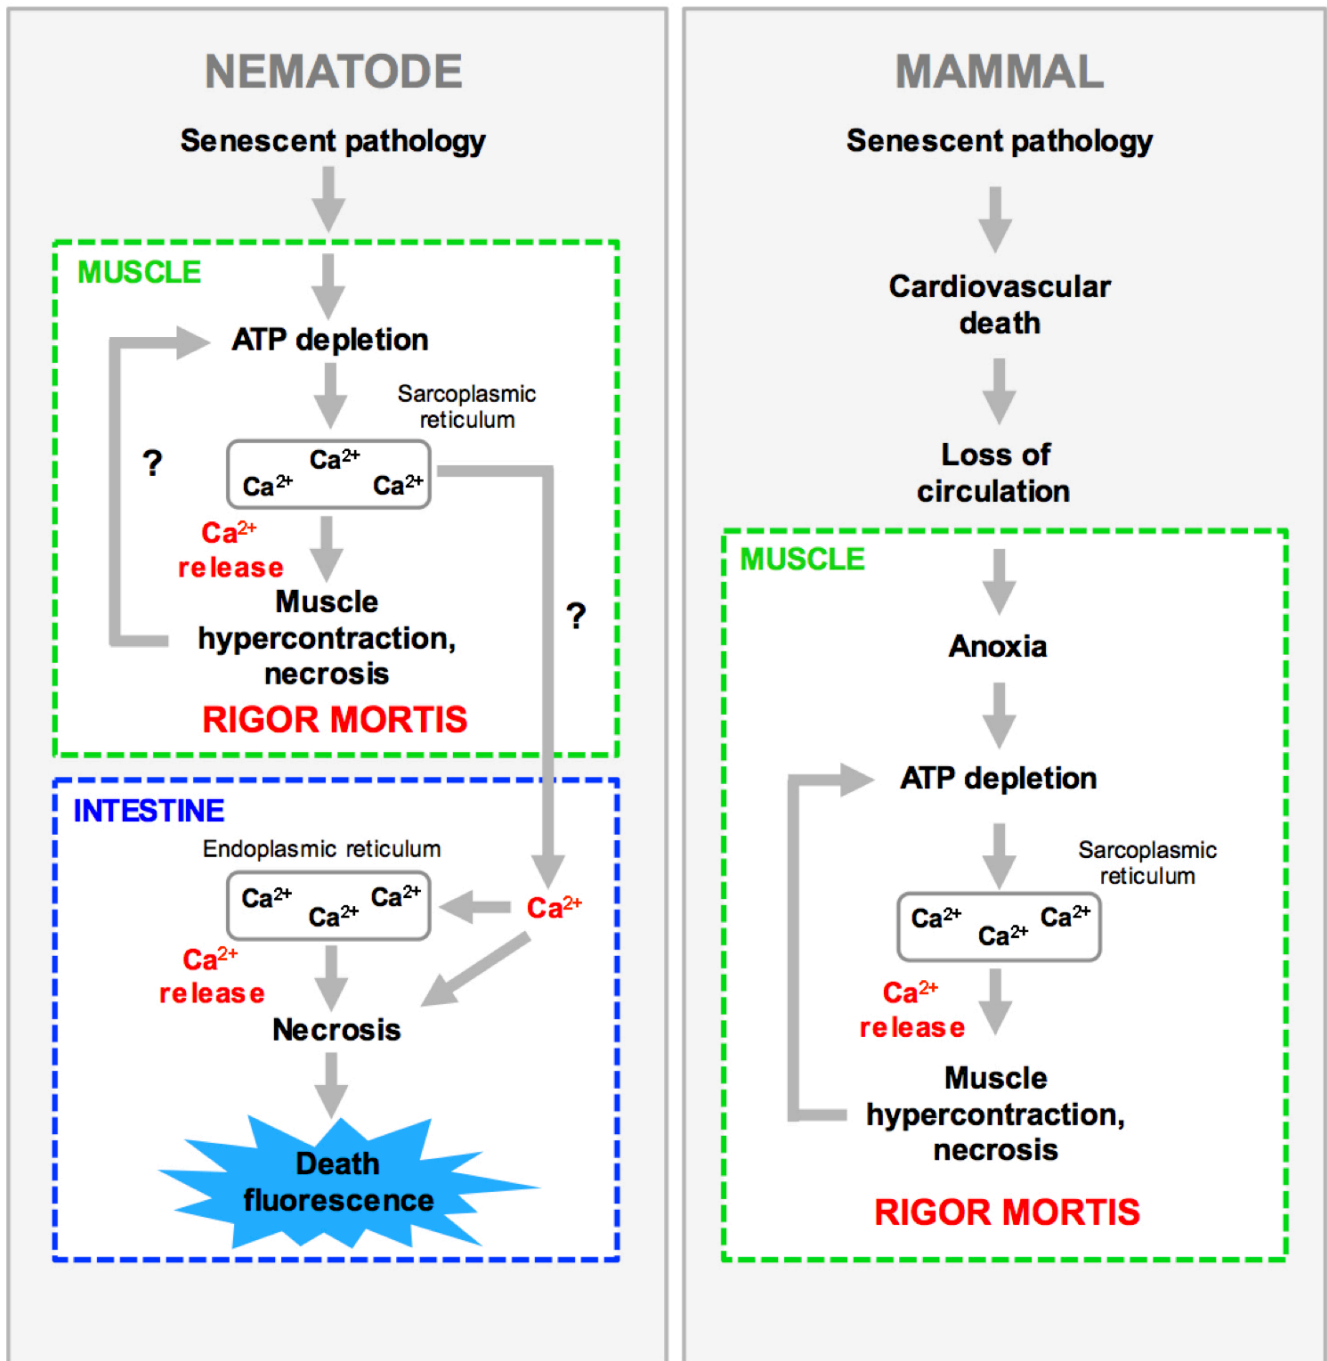 NEMATODE
Senescent pathology
MUSCLE
ATP depletion
Sarcoplasmic
reticulum
Ca²⁺
Ca²⁺
Ca²⁺
?
Ca²⁺
release
Muscle
hypercontraction,
necrosis
?
RIGOR MORTIS
INTESTINE
Endoplasmic reticulum
Ca²⁺
Ca²⁺
Ca²⁺
Ca²⁺
Ca²⁺
release
Necrosis
Death
fluorescence
MAMMAL
Senescent pathology
Cardiovascular
death
Loss of
circulation
MUSCLE
Anoxia
ATP depletion
Sarcoplasmic
reticulum
Ca²⁺
Ca²⁺
Ca²⁺
Ca²⁺
release
Muscle
hypercontraction,
necrosis
RIGOR MORTIS